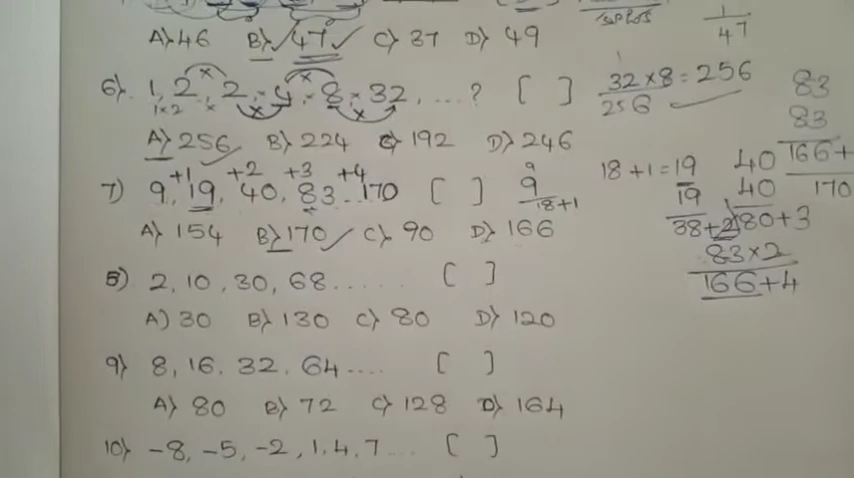 A) 46 B) 47 ✓ C) 37 D) 49
1
47
6) 1, 2, 2, 4, 8, 32, ....? [ ]
1×2
32×8=256
256
A) 256 B) 224 C) 192 D) 246
+1 +2 +3 +4
7) 9, 19, 40, 83...170 [ ]
9
9
18+1
18+1=19
19
38+2
40
40
80+3
83×2
166+4
83
83
166+
170
A) 154 B) 170 ✓ C) 90 D) 166
8) 2, 10, 30, 68...... [ ]
A) 30 B) 130 C) 80 D) 120
9) 8, 16, 32, 64.... [ ]
A) 80 B) 72 C) 128 D) 164
10) -8, -5, -2, 1, 4, 7... [ ]